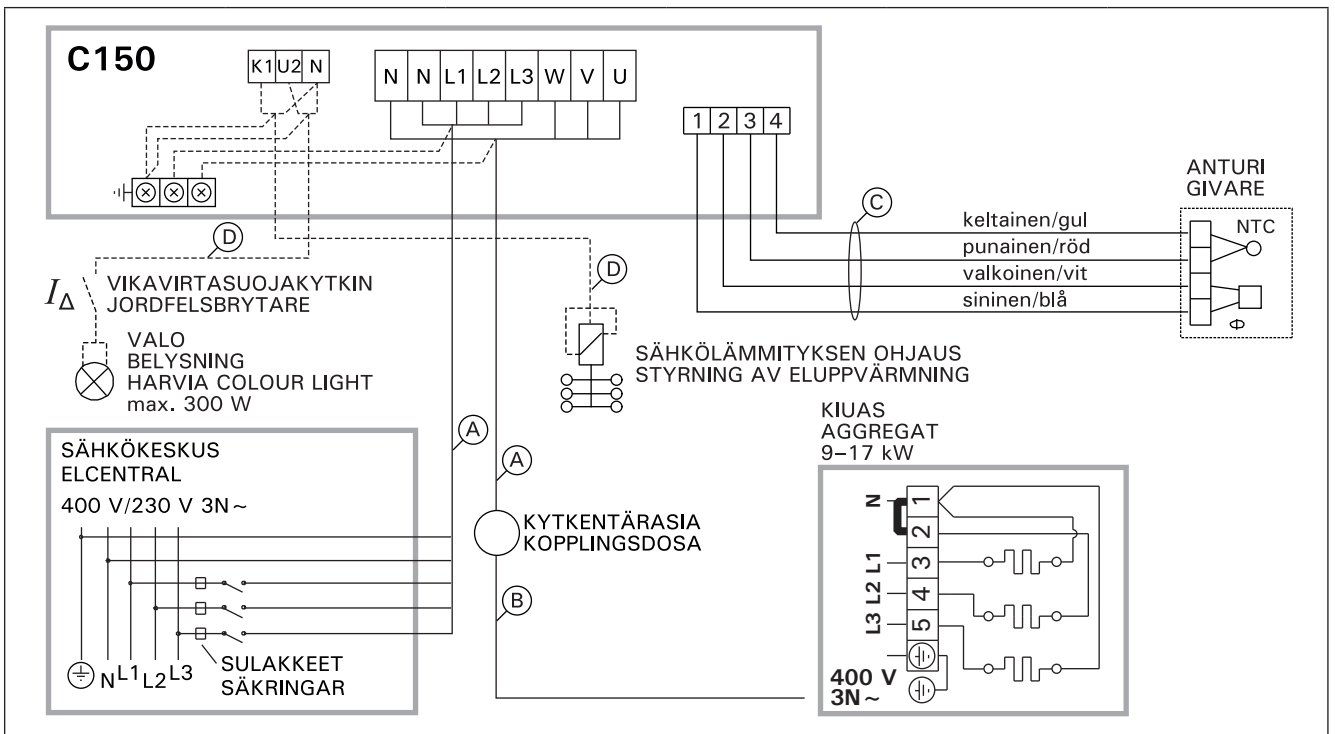 C150
K1 U2 N
N N L1 L2 L3 W V U
1 2 3 4
ANTURI
GIVARE
NTC
C
keltainen/gul
punainen/röd
valkoinen/vit
sininen/blå
Φ
D
I∆
VIKAVIRTASUOJAKYTKIN
JORDFELSBRYTARE
VALO
BELYSNING
HARVIA COLOUR LIGHT
max. 300 W
D
SÄHKÖLÄMMITYKSEN OHJAUS
STYRNING AV ELUPPVÄRMNING
SÄHKÖKESKUS
ELCENTRAL
400 V/230 V 3N~
N L1 L2 L3
SULAKKEET
SÄKRINGAR
A
A
KYTKENTÄRASIA
KOPPLINGSDOSA
B
KIUAS
AGGREGAT
9–17 kW
N 1
2
L1 3
L2 4
L3 5
400 V
3N~